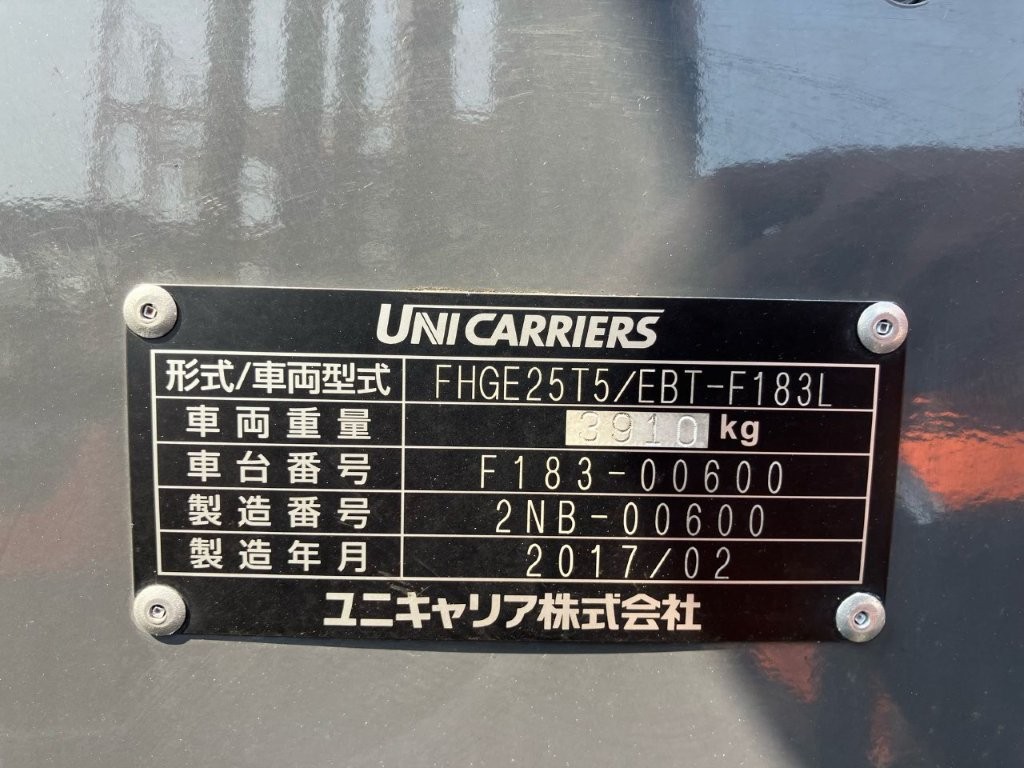 UNICARRIERS
形式/車両型式 FHGE25T5/EBT-F183L
車両重量 3910 kg
車台番号 F183-00600
製造番号 2NB-00600
製造年月 2017/02
ユニキャリア株式会社